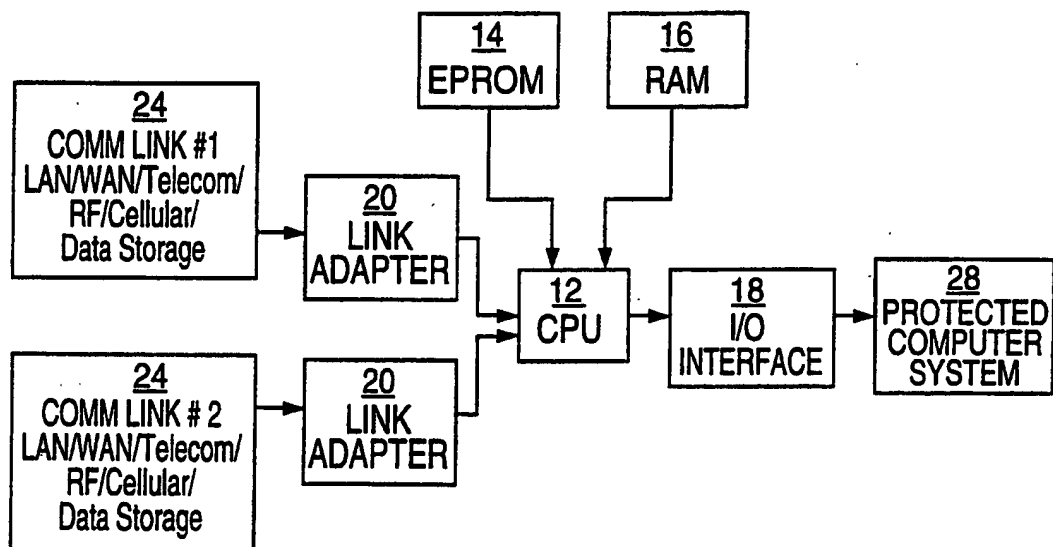 14
EPROM
16
RAM
24
COMM LINK #1
LAN/WAN/Telecom/
RF/Cellular/
Data Storage
20
LINK
ADAPTER
12
CPU
18
I/O
INTERFACE
28
PROTECTED
COMPUTER
SYSTEM
24
COMM LINK # 2
LAN/WAN/Telecom/
RF/Cellular/
Data Storage
20
LINK
ADAPTER